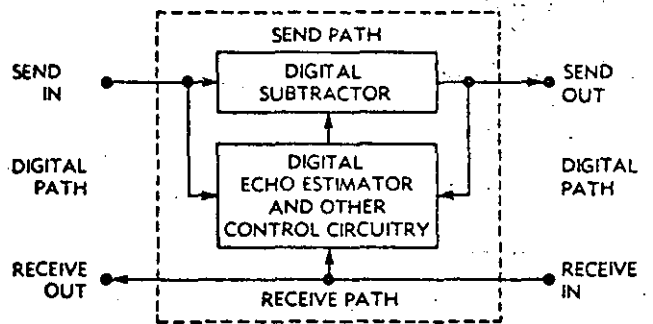 SEND PATH
SEND
IN
DIGITAL
SUBTRACTOR
SEND
OUT
DIGITAL
PATH
DIGITAL
ECHO ESTIMATOR
AND OTHER
CONTROL CIRCUITRY
DIGITAL
PATH
RECEIVE
OUT
RECEIVE PATH
RECEIVE
IN